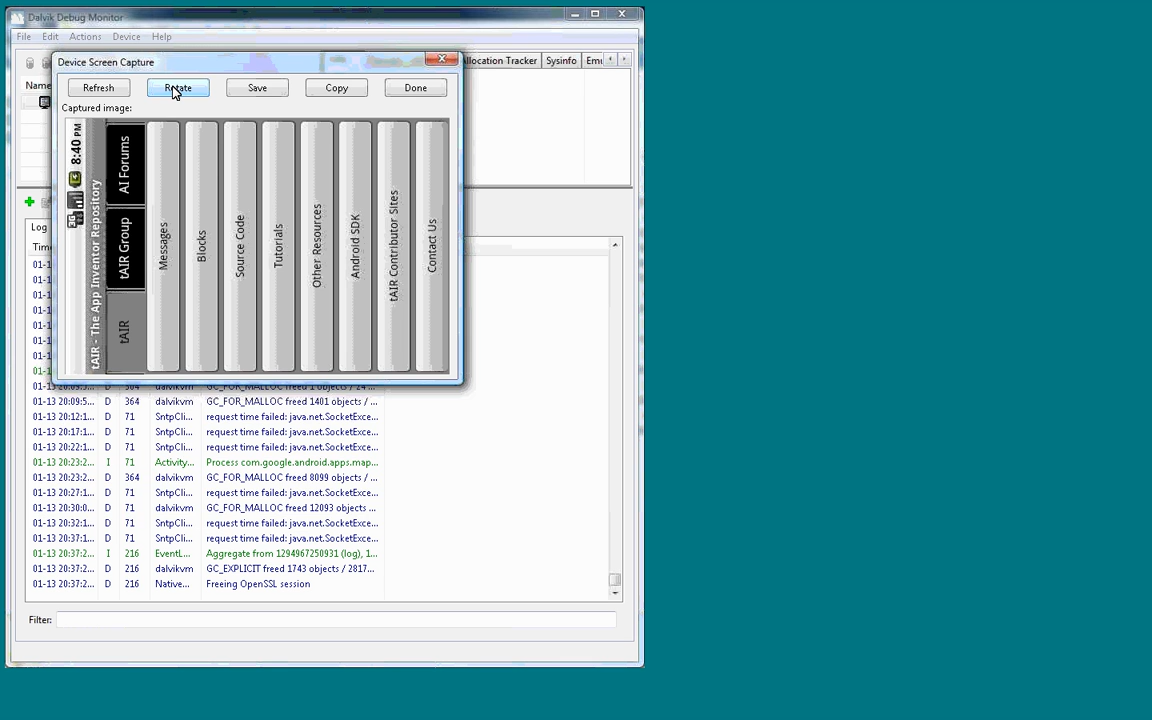 Dalvik Debug Monitor
File Edit Actions Device Help
Device Screen Capture
Allocation Tracker Sysinfo
Name
Refresh Rotate Save Copy Done
Captured image:
8:40 PM
tAIR - The App Inventor Repository
tAIR tAIR Group AI Forums
Messages
Blocks
Source Code
Tutorials
Other Resources
Android SDK
tAIR Contributor Sites
Contact Us
Log
01-13 20:09:5... D 364 dalvikvm GC_FOR_MALLOC freed 1401 objects / ...
01-13 20:12:1... D 71 SntpCli... request time failed: java.net.SocketExce...
01-13 20:17:1... D 71 SntpCli... request time failed: java.net.SocketExce...
01-13 20:22:1... D 71 SntpCli... request time failed: java.net.SocketExce...
01-13 20:23:2... I 71 Activity... Process com.google.android.apps.map...
01-13 20:23:2... D 364 dalvikvm GC_FOR_MALLOC freed 8099 objects / ...
01-13 20:27:1... D 71 SntpCli... request time failed: java.net.SocketExce...
01-13 20:30:0... D 71 dalvikvm GC_FOR_MALLOC freed 12093 objects
01-13 20:32:1... D 71 SntpCli... request time failed: java.net.SocketExce...
01-13 20:37:1... D 71 SntpCli... request time failed: java.net.SocketExce...
01-13 20:37:2... I 216 EventL... Aggregate from 1294967250931 (log), 1...
01-13 20:37:2... D 216 dalvikvm GC_EXPLICIT freed 1743 objects / 2817...
01-13 20:37:2... D 216 Native... Freeing OpenSSL session
Filter: